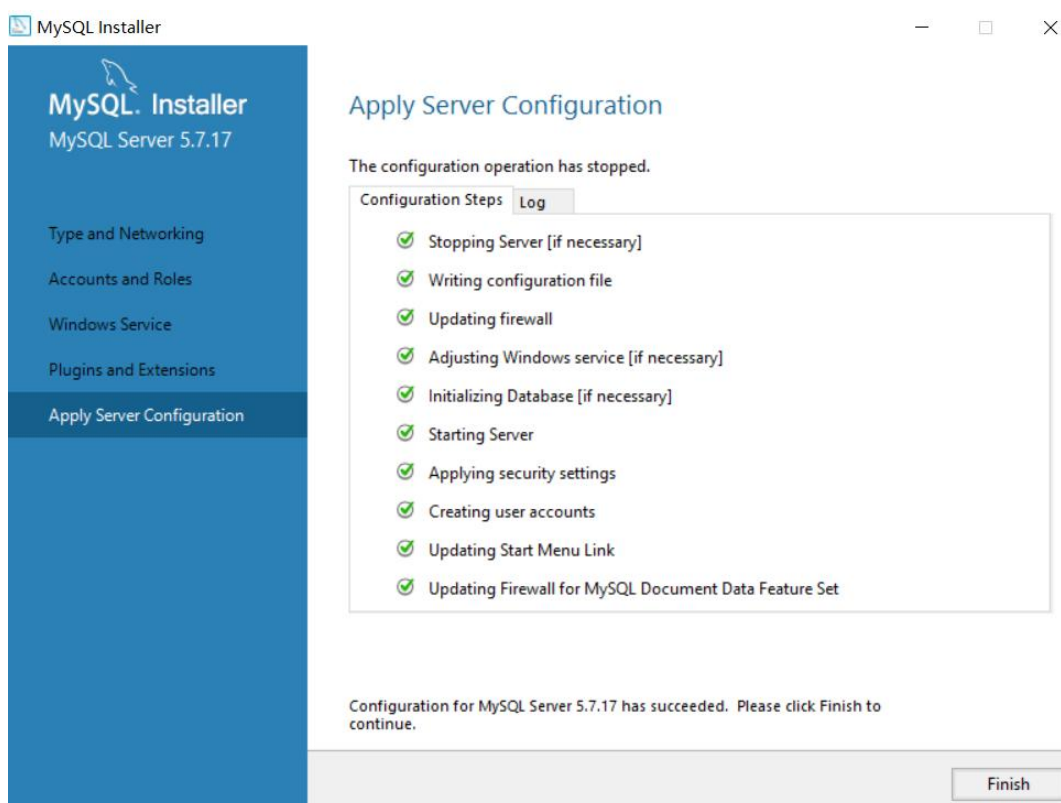 MySQL Installer
MySQL. Installer
MySQL Server 5.7.17
Type and Networking
Accounts and Roles
Windows Service
Plugins and Extensions
Apply Server Configuration
Apply Server Configuration
The configuration operation has stopped.
Configuration Steps
Log
Stopping Server [if necessary]
Writing configuration file
Updating firewall
Adjusting Windows service [if necessary]
Initializing Database [if necessary]
Starting Server
Applying security settings
Creating user accounts
Updating Start Menu Link
Updating Firewall for MySQL Document Data Feature Set
Configuration for MySQL Server 5.7.17 has succeeded. Please click Finish to
continue.
Finish